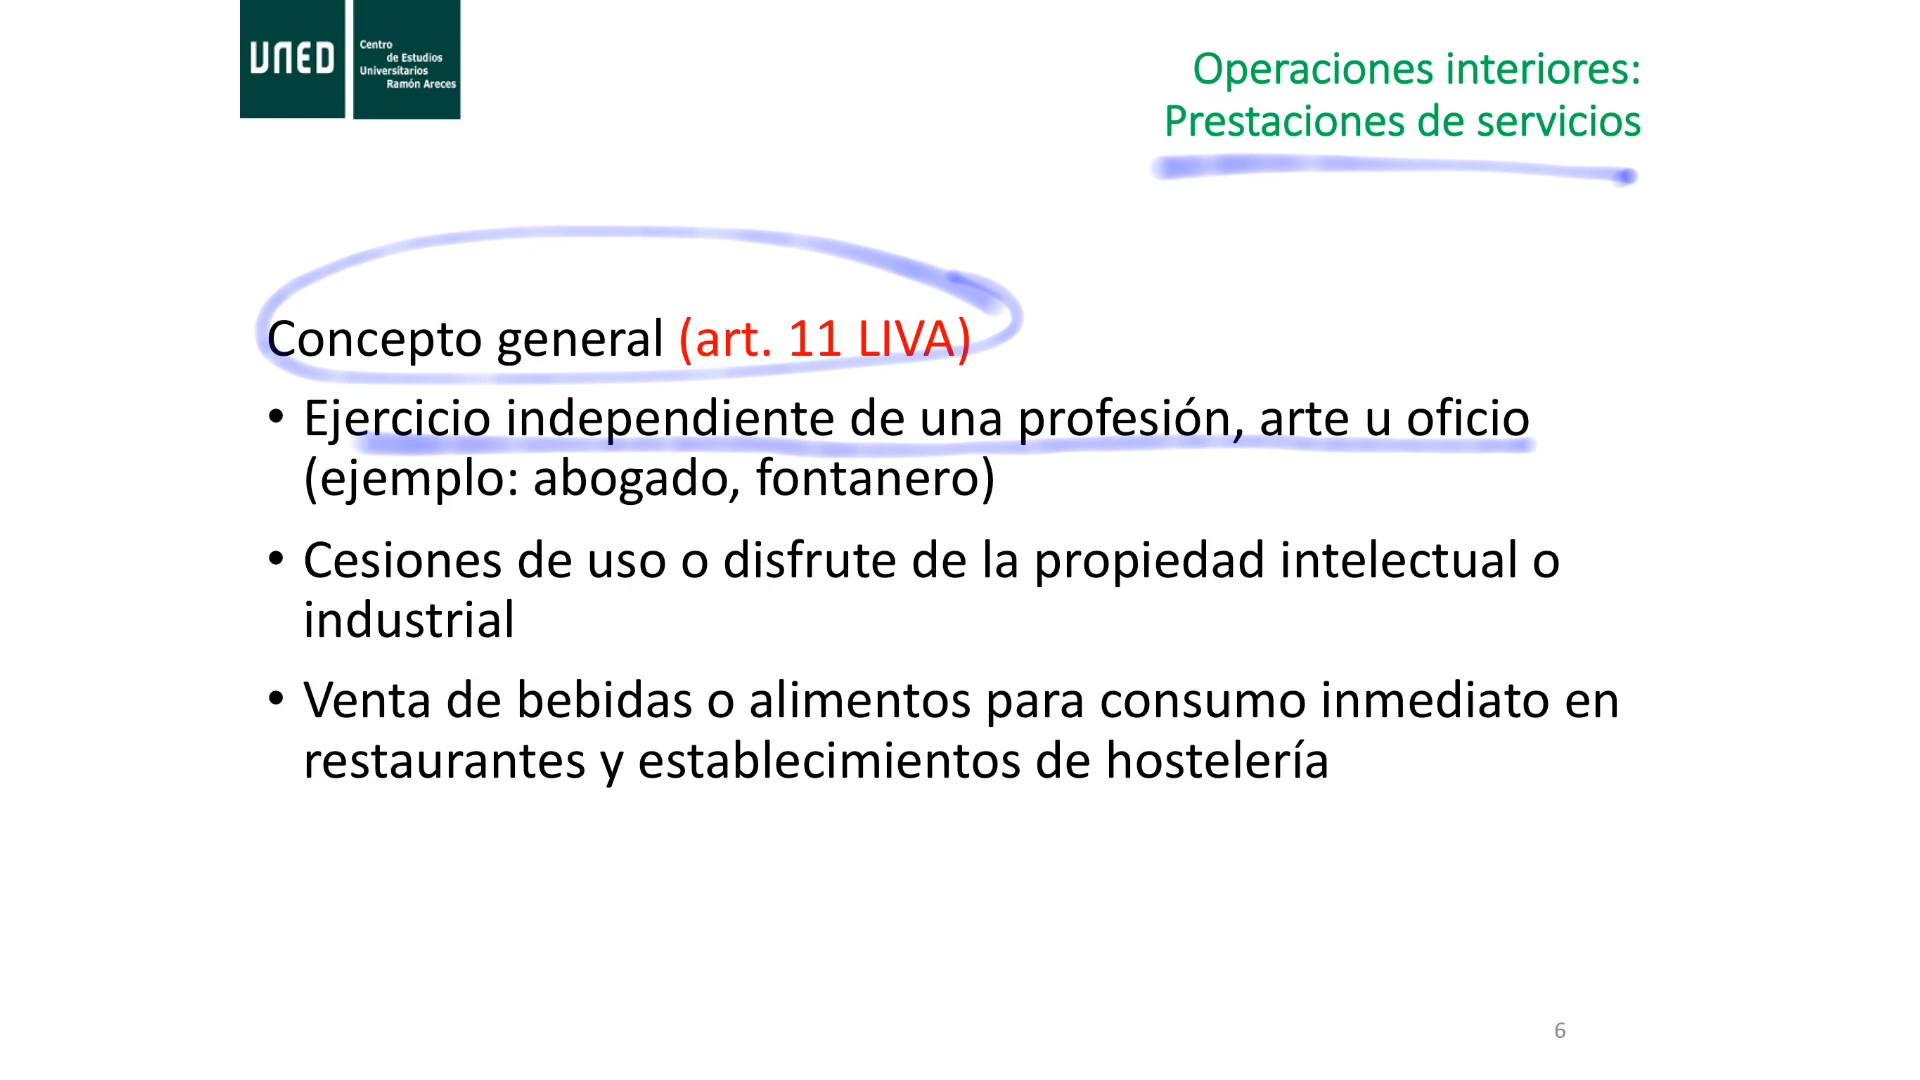 UNED
Centro
de Estudios
Universitarios
Ramón Areces
Operaciones interiores:
Prestaciones de servicios
Concepto general (art. 11 LIVA)
• Ejercicio independiente de una profesión, arte u oficio
(ejemplo: abogado, fontanero)
• Cesiones de uso o disfrute de la propiedad intelectual o
industrial
• Venta de bebidas o alimentos para consumo inmediato en
restaurantes y establecimientos de hostelería
6